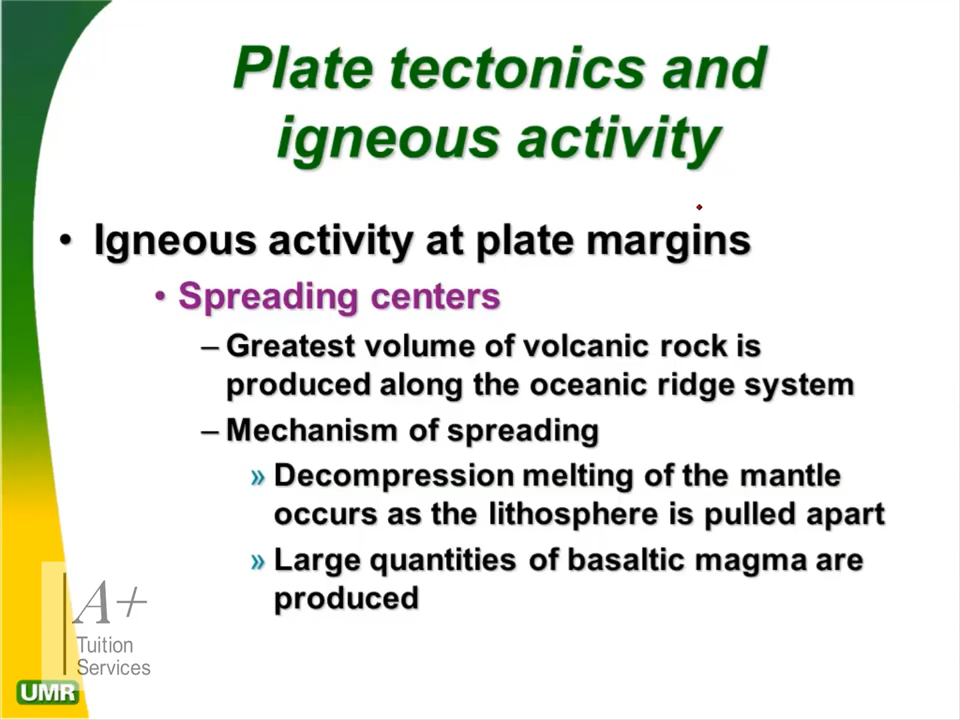 Plate tectonics and
igneous activity
• Igneous activity at plate margins
• Spreading centers
– Greatest volume of volcanic rock is
produced along the oceanic ridge system
– Mechanism of spreading
» Decompression melting of the mantle
occurs as the lithosphere is pulled apart
» Large quantities of basaltic magma are
produced
A+
Tuition
Services
UMR